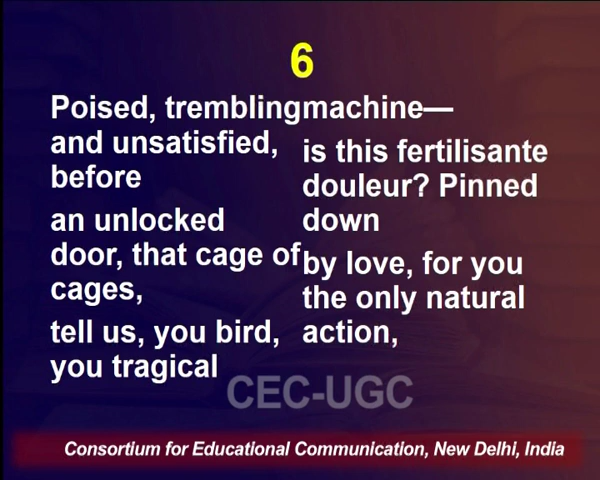 6
Poised, trembling
and unsatisfied,
before
an unlocked
door, that cage of
cages,
tell us, you bird,
you tragical
machine—
is this fertilisante
douleur? Pinned
down
by love, for you
the only natural
action,
CEC-UGC
Consortium for Educational Communication, New Delhi, India